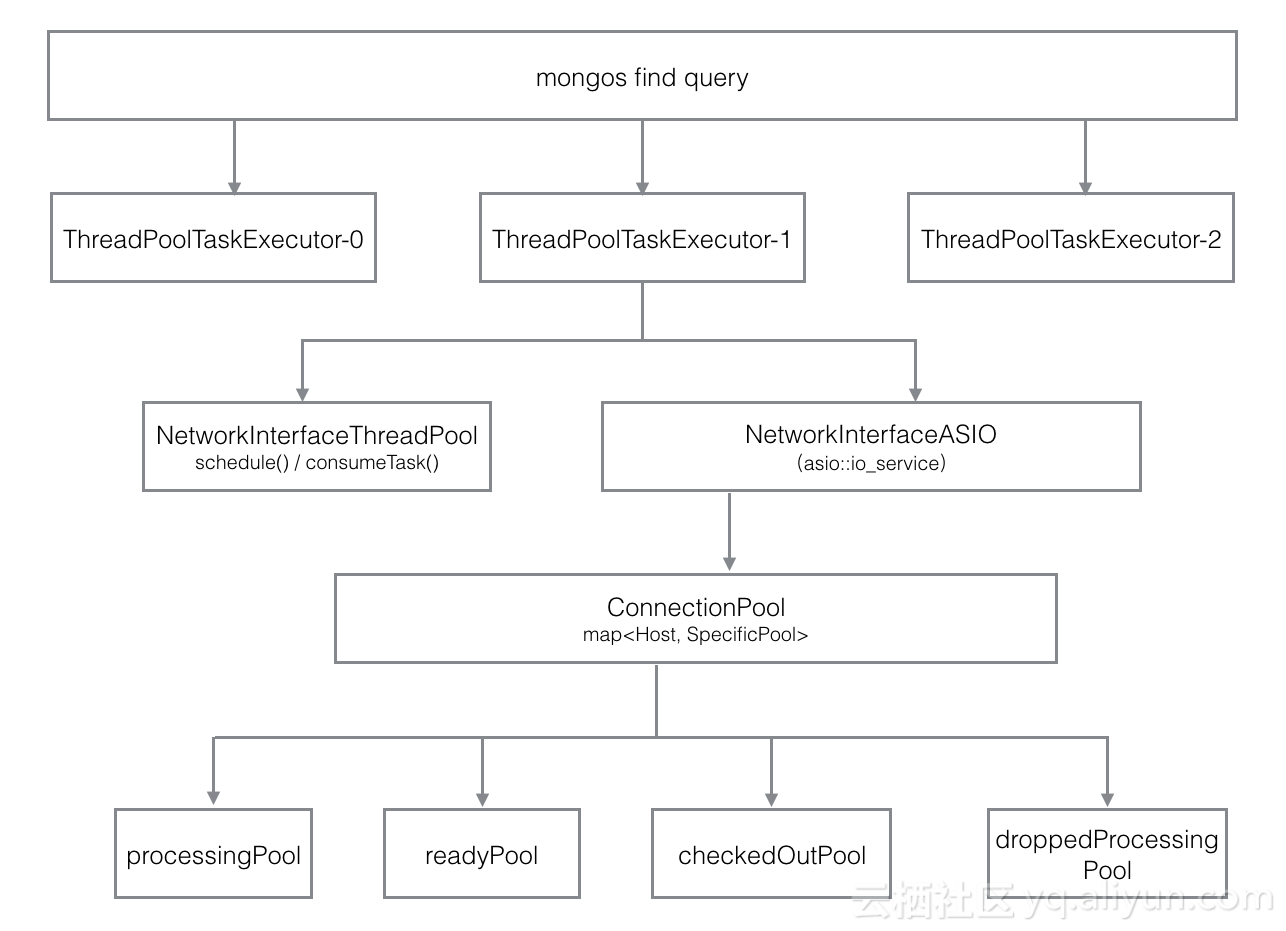 mongos find query
ThreadPoolTaskExecutor-0
ThreadPoolTaskExecutor-1
ThreadPoolTaskExecutor-2
NetworkInterfaceThreadPool
schedule() / consumeTask()
NetworkInterfaceASIO
(asio::io_service)
ConnectionPool
map<Host, SpecificPool>
processingPool
readyPool
checkedOutPool
droppedProcessing
Pool
云栖社区 yq.aliyun.com